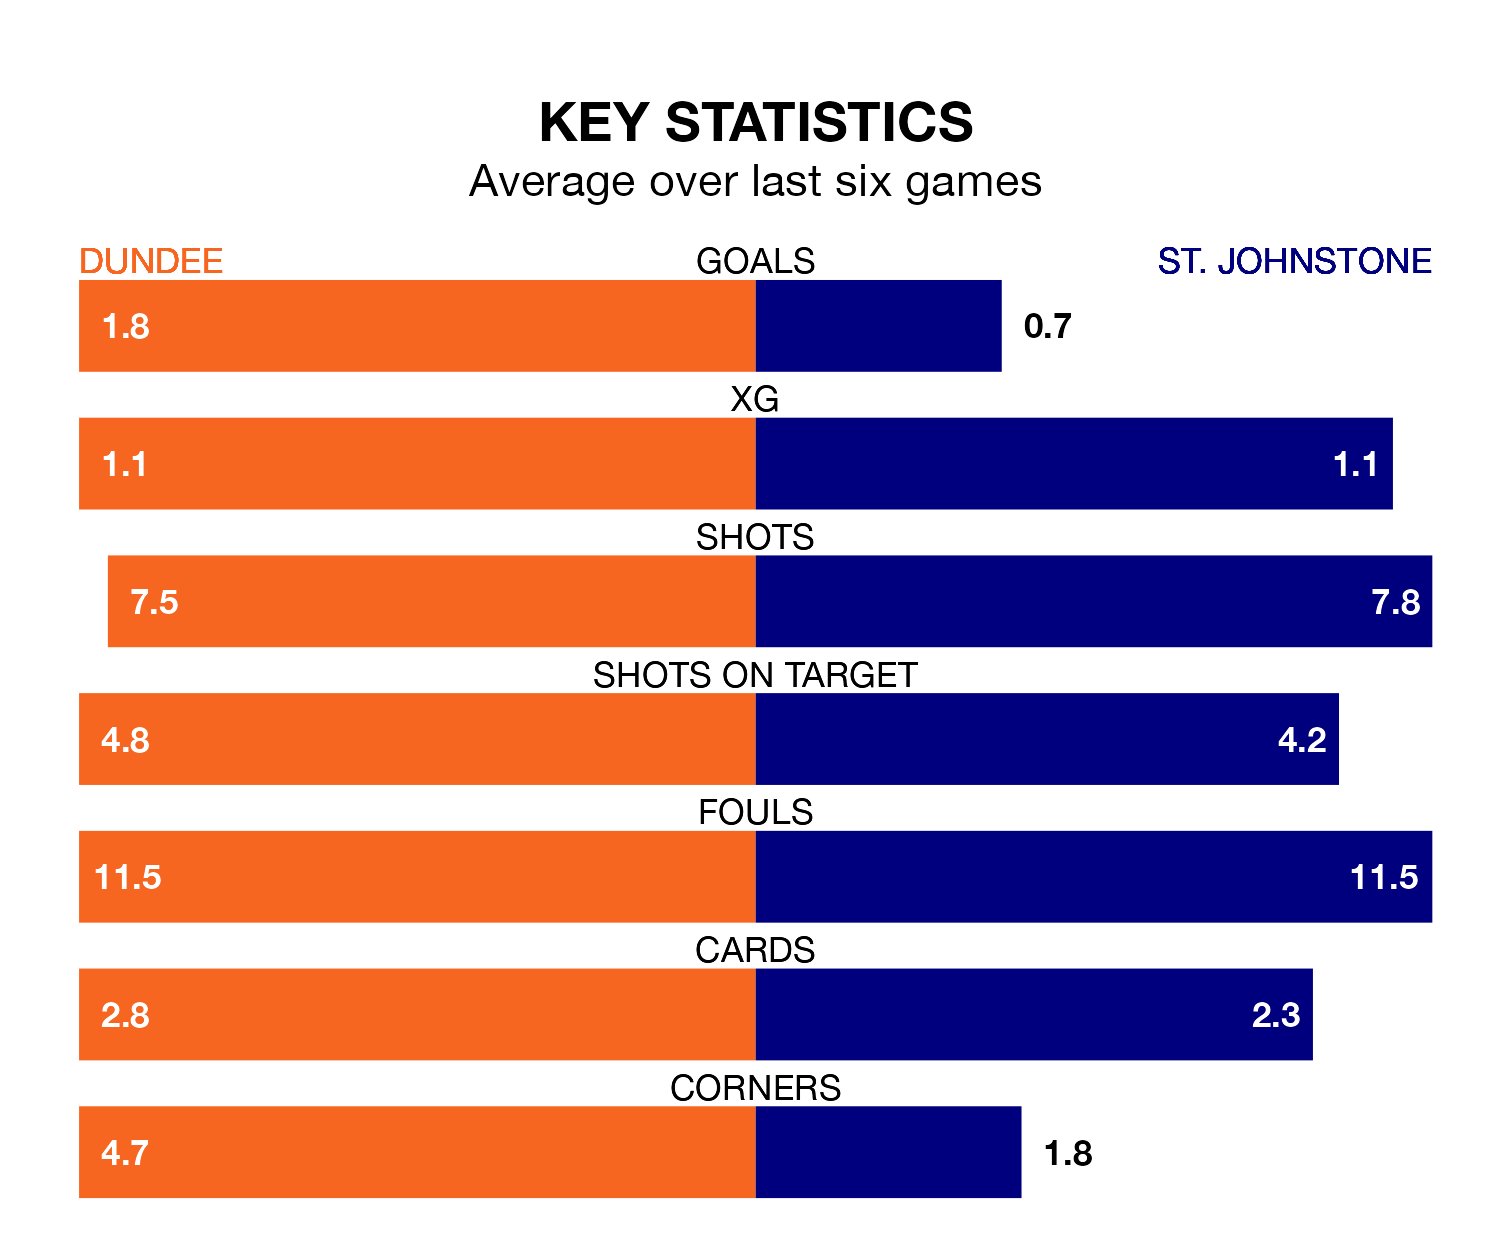 KEY STATISTICS
Average over last six games
DUNDEE GOALS ST. JOHNSTONE
1.8 0.7
XG
1.1 1.1
SHOTS
7.5 7.8
SHOTS ON TARGET
4.8 4.2
FOULS
11.5 11.5
CARDS
2.8 2.3
CORNERS
4.7 1.8